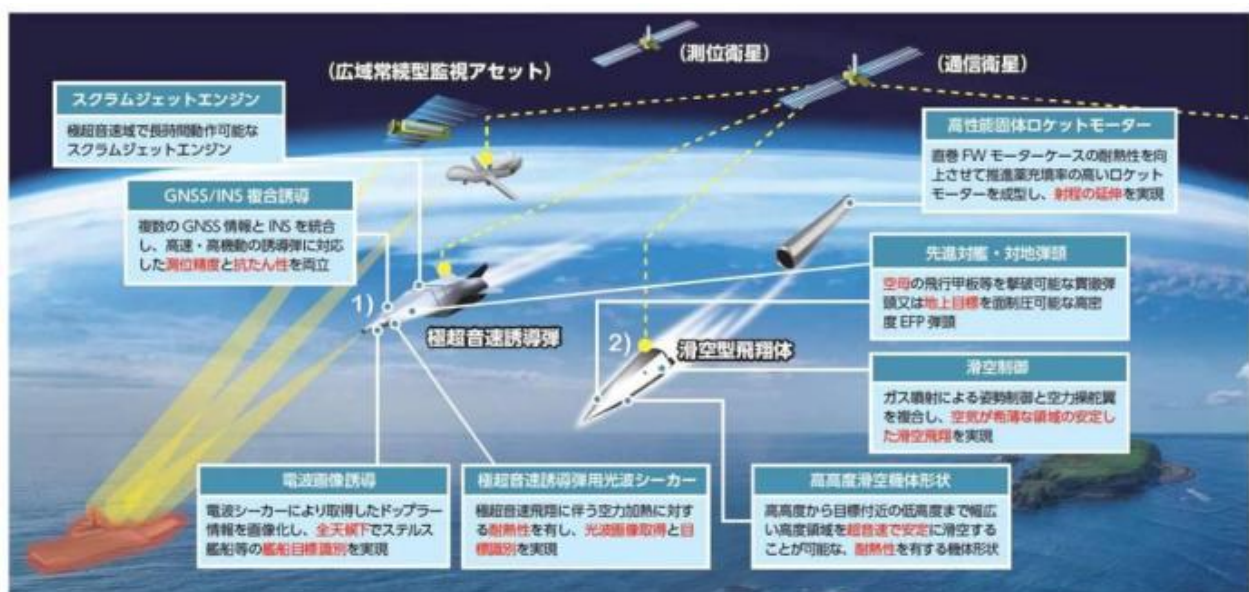 (測位衛星)
(広域常続型監視アセット)
(通信衛星)
スクラムジェットエンジン
極超音速域で長時間動作可能な
スクラムジェットエンジン
高性能固体ロケットモーター
直巻 FW モーターケースの耐熱性を向
上させて推進薬充填率の高いロケット
モーターを成型し、射程の延伸を実現
GNSS/INS 複合誘導
複数の GNSS 情報と INS を統合
し、高速・高機動の誘導弾に対応
した測位精度と抗たん性を両立
先進対艦・対地弾頭
空母の飛行甲板等を撃破可能な貫徹弾
頭又は地上目標を面制圧可能な高密
度 EFP 弾頭
1)
極超音速誘導弾
2)
滑空型飛翔体
滑空制御
ガス噴射による姿勢制御と空力操舵翼
を複合し、空気が希薄な領域の安定し
た滑空飛翔を実現
電波画像誘導
電波シーカーにより取得したドップラー
情報を画像化し、全天候下でステルス
艦船等の艦船目標識別を実現
極超音速誘導弾用光波シーカー
極超音速飛翔に伴う空力加熱に対す
る耐熱性を有し、光波画像取得と目
標識別を実現
高高度滑空機体形状
高高度から目標付近の低高度まで幅広
い高度領域を超音速で安定に滑空する
ことが可能な、耐熱性を有する機体形状